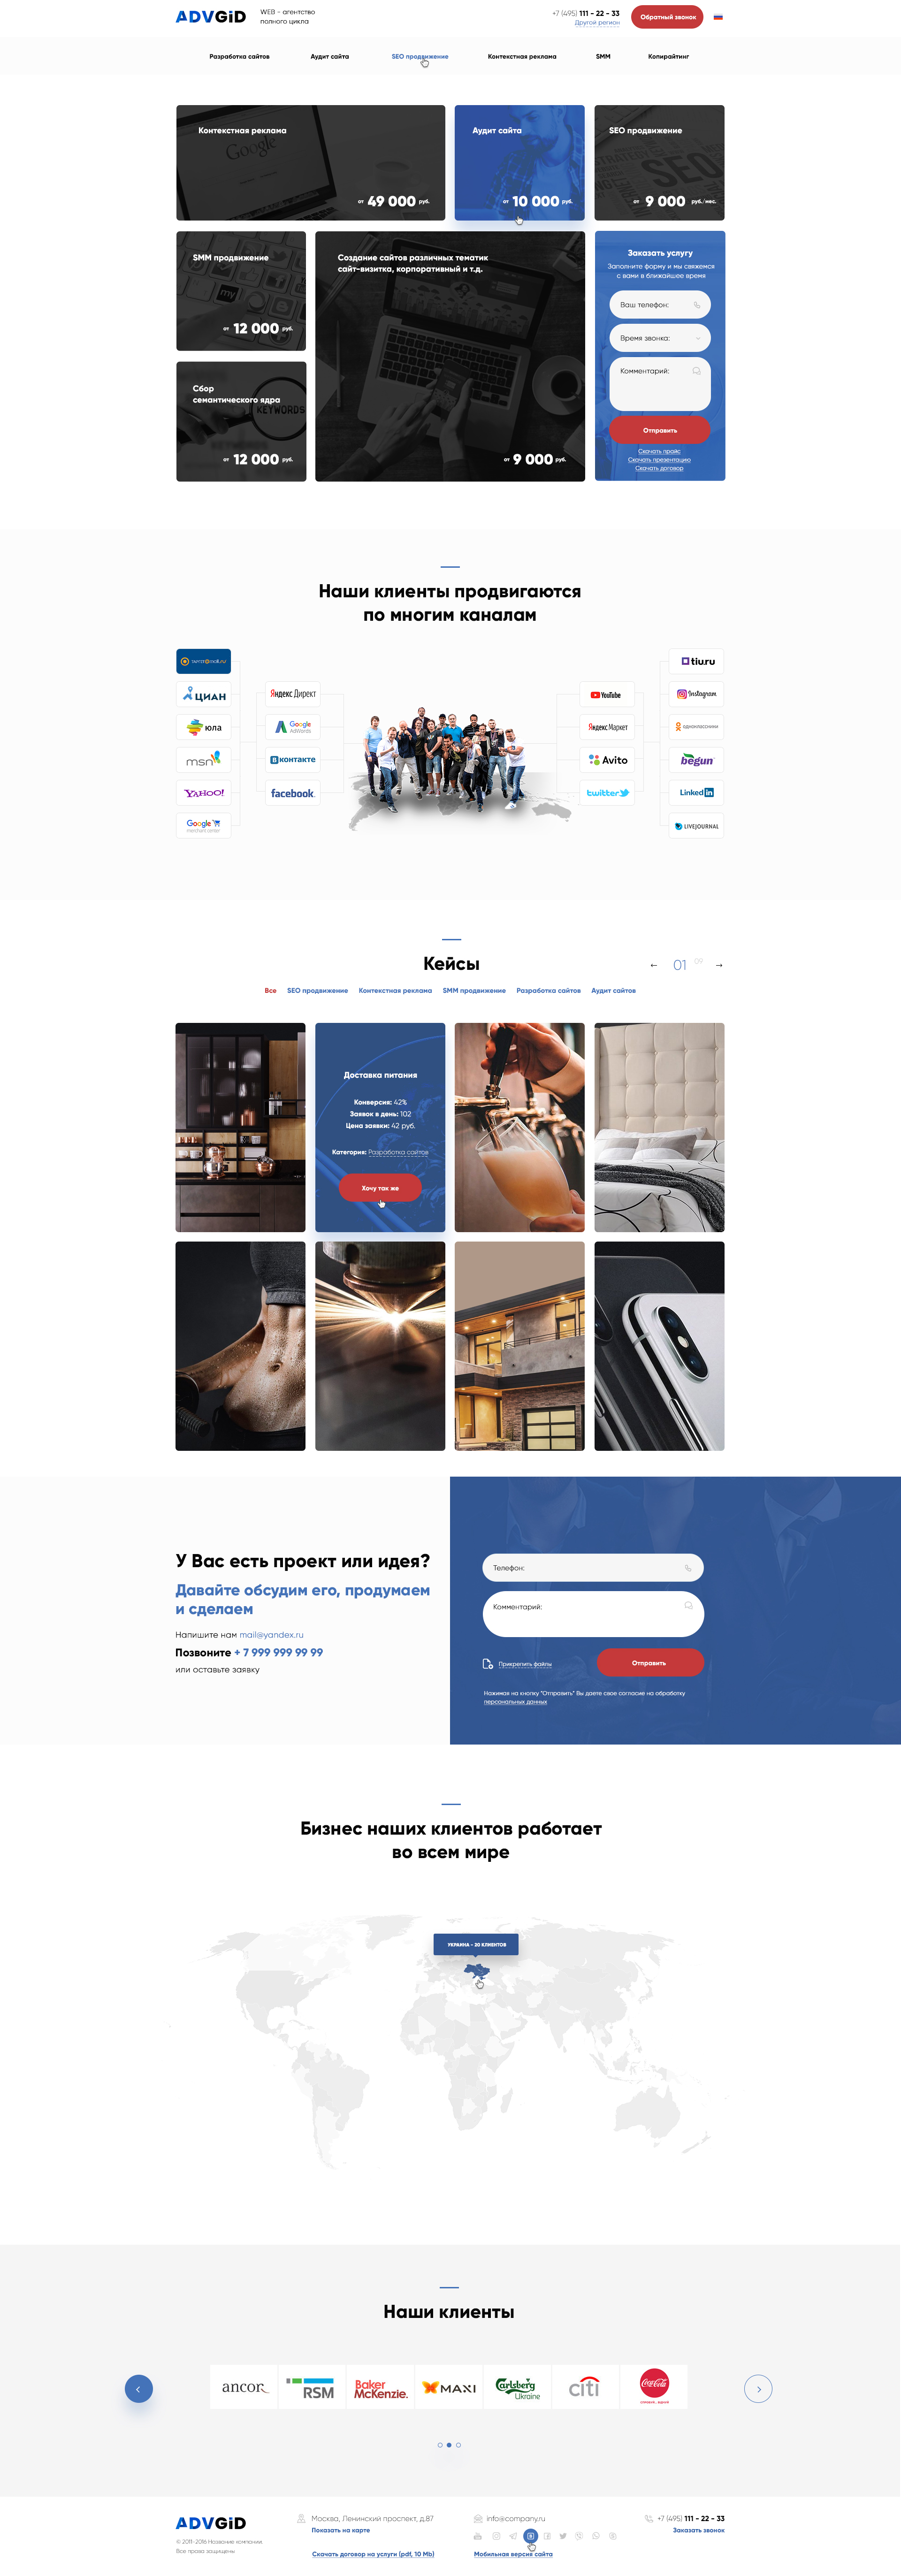 ADVGiD
WEB - агентство
полного цикла
+7 (495) 111 - 22 - 33
Другой регион
Обратный звонок
Разработка сайтов
Аудит сайта
SEO продвижение
Контекстная реклама
SMM
Копирайтинг
Контекстная реклама
Google
от 49 000 руб.
Аудит сайта
от 10 000 руб.
SEO продвижение
SEO
от 9 000 руб./мес.
SMM продвижение
my
от 12 000 руб.
Создание сайтов различных тематик
сайт-визитка, корпоративный и т.д.
от 9 000 руб.
Сбор
семантического ядра
KEYWORDS
от 12 000 руб.
Заказать услугу
Заполните форму и мы свяжемся
с вами в ближайшее время
Ваш телефон:
Время звонка:
Комментарий:
Отправить
Скачать прайс
Скачать презентацию
Скачать договор
Наши клиенты продвигаются
по многим каналам
ЦИАН
юла
msn
YAHOO!
Google
merchant center
Яндекс Директ
Google
AdWords
В контакте
facebook
YouTube
Яндекс Маркет
Avito
twitter
tiu.ru
Instagram
одноклассники
begun
Linked in
LIVEJOURNAL
Кейсы
01
09
Все
SEO продвижение
Контекстная реклама
SMM продвижение
Разработка сайтов
Аудит сайтов
Доставка питания
Конверсия: 42%
Заявок в день: 102
Цена заявки: 42 руб.
Категория: Разработка сайтов
Хочу так же
У Вас есть проект или идея?
Давайте обсудим его, продумаем
и сделаем
Напишите нам mail@yandex.ru
Позвоните + 7 999 999 99 99
или оставьте заявку
Телефон:
Комментарий:
Прикрепить файлы
Отправить
Нажимая на кнопку "Отправить" Вы даете свое согласие на обработку
персональных данных
Бизнес наших клиентов работает
во всем мире
УКРАИНА - 20 КЛИЕНТОВ
Наши клиенты
ancor
RSM
Baker
McKenzie.
MAXI
Carlsberg
Ukraine
citi
Coca-Cola
ADVGiD
© 2011-2016 Название компании.
Все права защищены
Москва, Ленинский проспект, д.87
Показать на карте
Скачать договор на услуги (pdf, 10 Mb)
info@company.ru
Мобильная версия сайта
+7 (495) 111 - 22 - 33
Заказать звонок